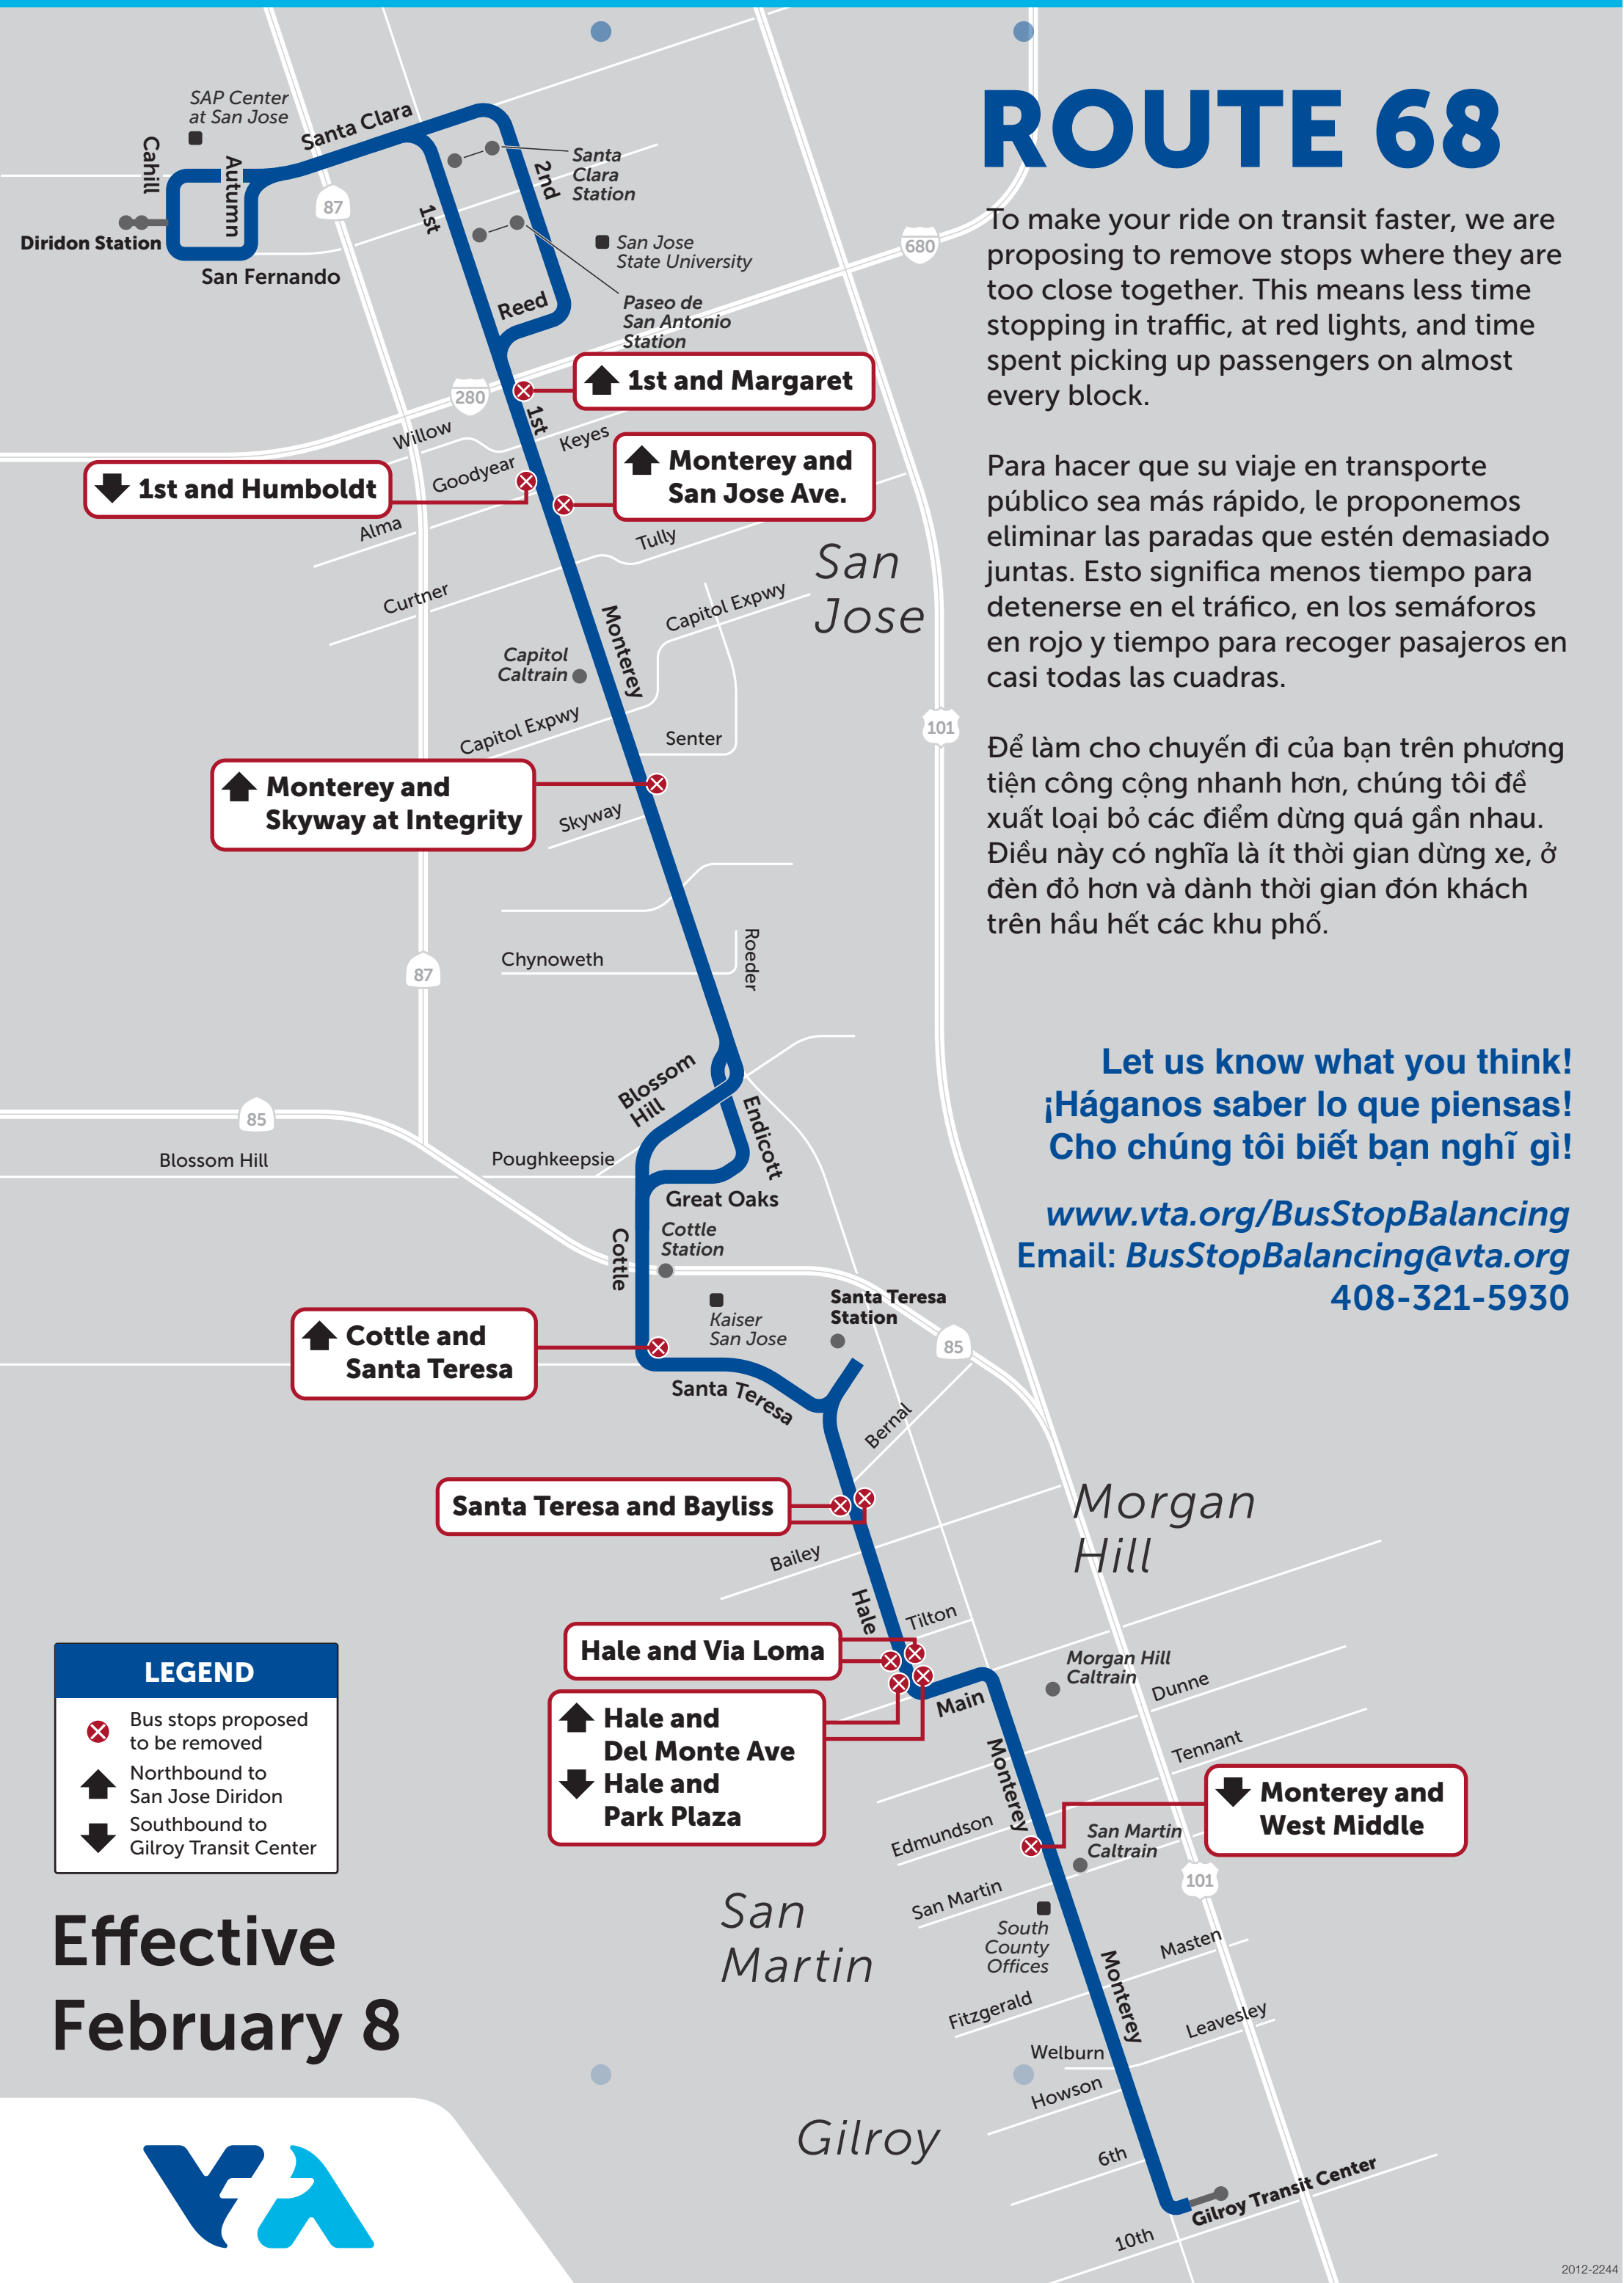 ROUTE 68
To make your ride on transit faster, we are
proposing to remove stops where they are
too close together. This means less time
stopping in traffic, at red lights, and time
spent picking up passengers on almost
every block.
Para hacer que su viaje en transporte
público sea más rápido, le proponemos
eliminar las paradas que estén demasiado
juntas. Esto significa menos tiempo para
detenerse en el tráfico, en los semáforos
en rojo y tiempo para recoger pasajeros en
casi todas las cuadras.
Để làm cho chuyến đi của bạn trên phương
tiện công cộng nhanh hơn, chúng tôi đề
xuất loại bỏ các điểm dừng quá gần nhau.
Điều này có nghĩa là ít thời gian dừng xe, ở
đèn đỏ hơn và dành thời gian đón khách
trên hầu hết các khu phố.
Let us know what you think!
¡Háganos saber lo que piensas!
Cho chúng tôi biết bạn nghĩ gì!
www.vta.org/BusStopBalancing
Email: BusStopBalancing@vta.org
408-321-5930
SAP Center
at San Jose
Santa Clara
Cahill
Autumn
Diridon Station
San Fernando
87
1st
2nd
Santa
Clara
Station
San Jose
State University
680
Reed
Paseo de
San Antonio
Station
1st and Margaret
280
1st
Willow
Keyes
Goodyear
Monterey and
San Jose Ave.
1st and Humboldt
Alma
Tully
San
Jose
Curtner
Capitol Expwy
Monterey
Capitol
Caltrain
Capitol Expwy
Senter
101
Monterey and
Skyway at Integrity
Skyway
Chynoweth
Roeder
87
Blossom
Hill
Endicott
85
Blossom Hill
Poughkeepsie
Great Oaks
Cottle
Cottle
Station
Kaiser
San Jose
Santa Teresa
Station
85
Cottle and
Santa Teresa
Santa Teresa
Bernal
Santa Teresa and Bayliss
Morgan
Hill
Bailey
Hale
Tilton
Hale and Via Loma
Morgan Hill
Caltrain
Dunne
Main
Hale and
Del Monte Ave
Hale and
Park Plaza
Monterey
Tennant
Monterey and
West Middle
Edmundson
San Martin
Caltrain
101
San Martin
South
County
Offices
San
Martin
Masten
Monterey
Fitzgerald
Leavesley
Welburn
Howson
Gilroy
6th
Gilroy Transit Center
10th
LEGEND
Bus stops proposed
to be removed
Northbound to
San Jose Diridon
Southbound to
Gilroy Transit Center
Effective
February 8
VTA
2012-2244